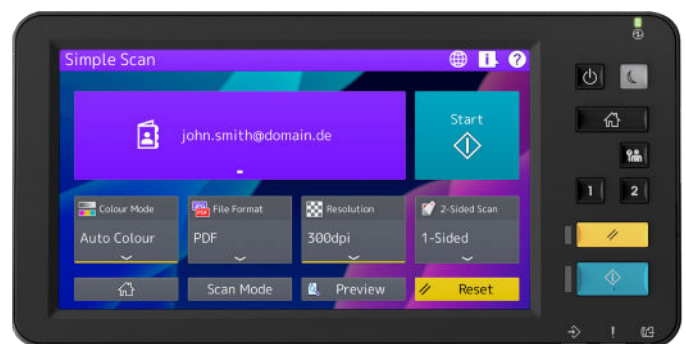 Simple Scan
john.smith@domain.de
Start
Colour Mode
File Format
Resolution
2-Sided Scan
Auto Colour
PDF
300dpi
1-Sided
Scan Mode
Preview
Reset
1
2